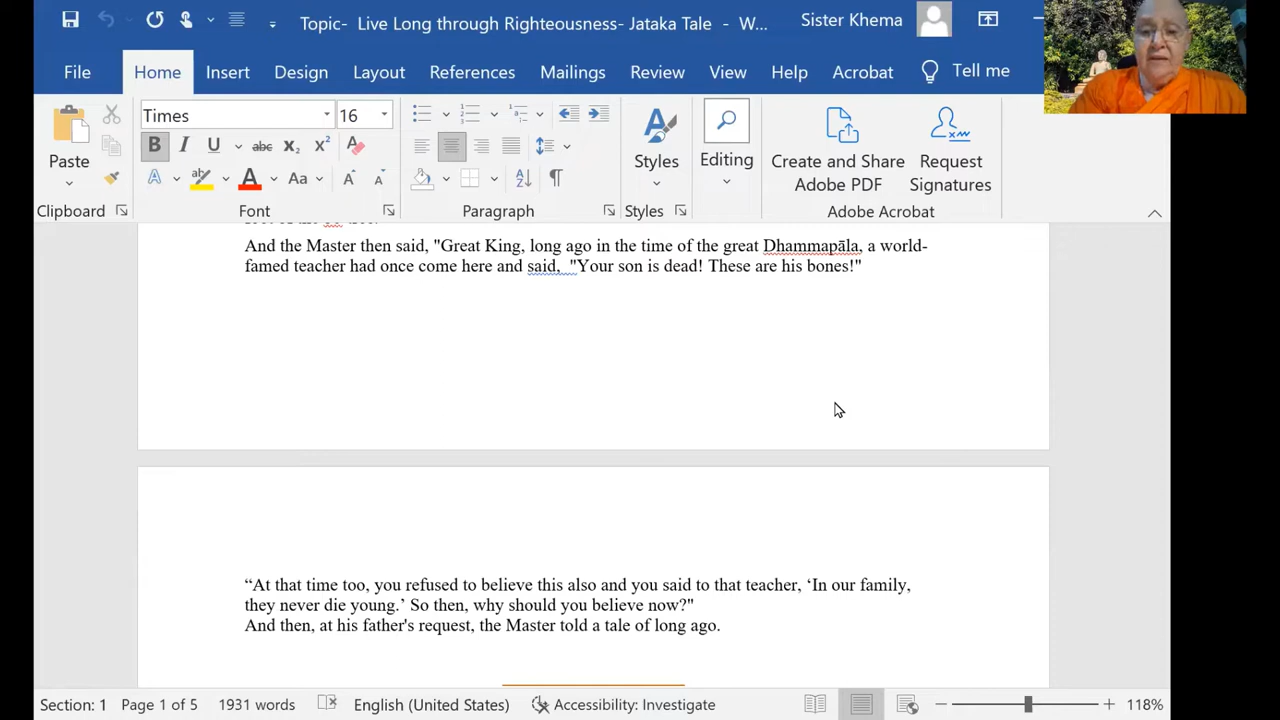 Topic- Live Long through Righteousness- Jataka Tale - W...
Sister Khema
File Home Insert Design Layout References Mailings Review View Help Acrobat Tell me
Times 16
Paste
B I U abc x₂ x² A
A ab A Aa A A
Styles
Editing
Create and Share
Adobe PDF
Request
Signatures
Clipboard Font Paragraph Styles Adobe Acrobat
And the Master then said, "Great King, long ago in the time of the great Dhammapāla, a world-
famed teacher had once come here and said, "Your son is dead! These are his bones!"
“At that time too, you refused to believe this also and you said to that teacher, ‘In our family,
they never die young.’ So then, why should you believe now?"
And then, at his father's request, the Master told a tale of long ago.
Section: 1 Page 1 of 5 1931 words English (United States) Accessibility: Investigate 118%